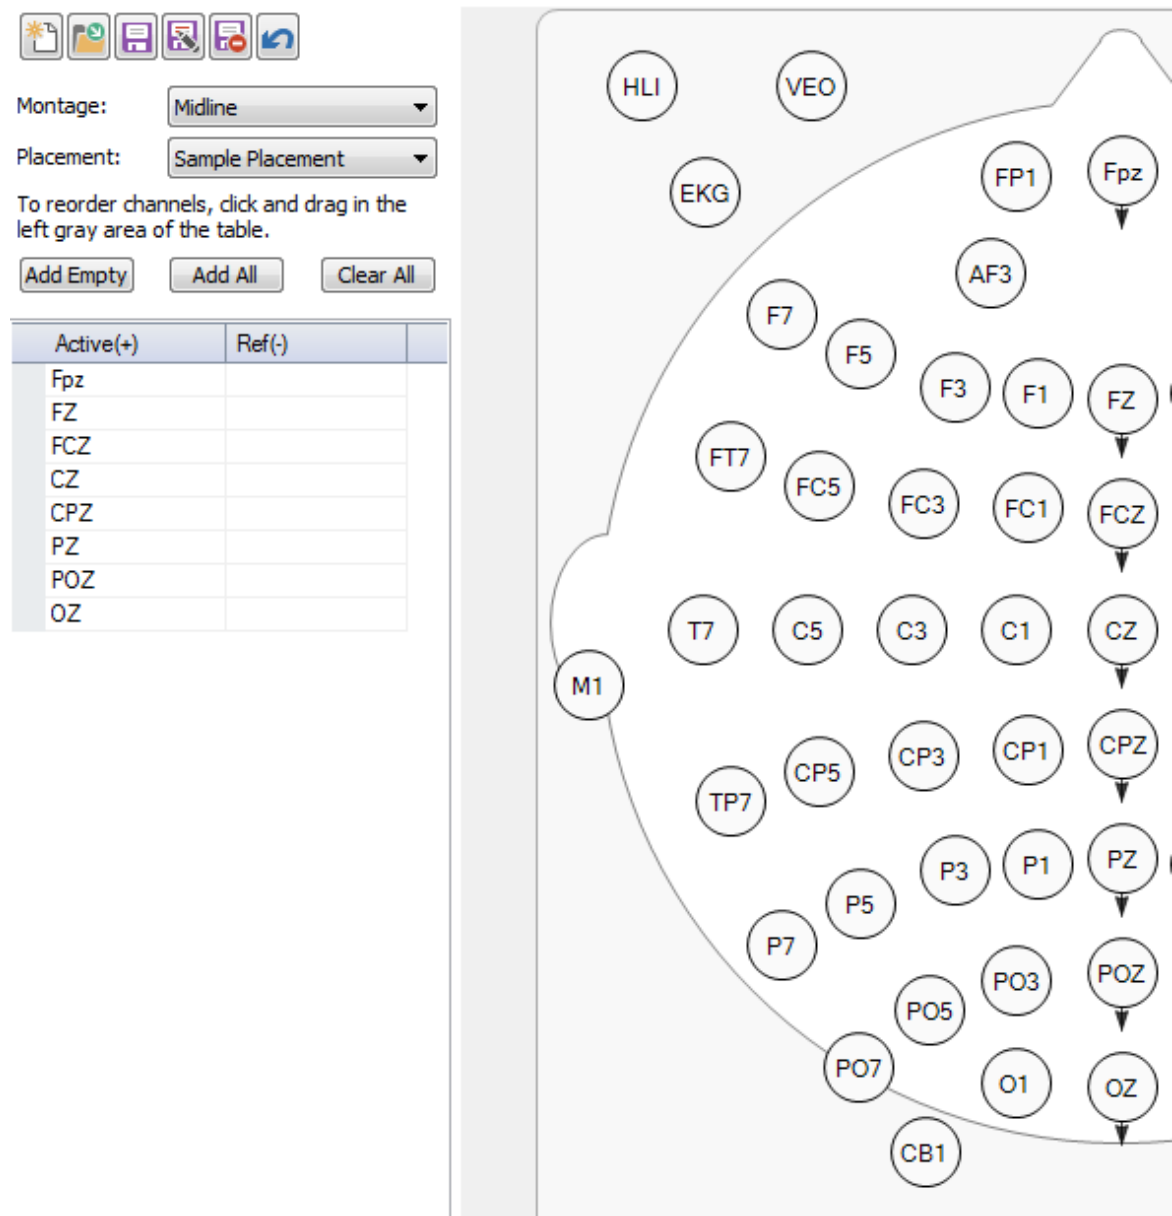 Montage: Midline
Placement: Sample Placement
To reorder channels, click and drag in the
left gray area of the table.
Add Empty Add All Clear All
Active(+) Ref(-)
Fpz
FZ
FCZ
CZ
CPZ
PZ
POZ
OZ
HLI VEO
EKG
FP1 Fpz
AF3
F7
F5
F3 F1 FZ
FT7
FC5
FC3 FC1 FCZ
T7 C5 C3 C1 CZ
M1
CP3 CP1 CPZ
CP5
TP7
P3 P1 PZ
P5
P7
PO3 POZ
PO5
PO7
O1 OZ
CB1